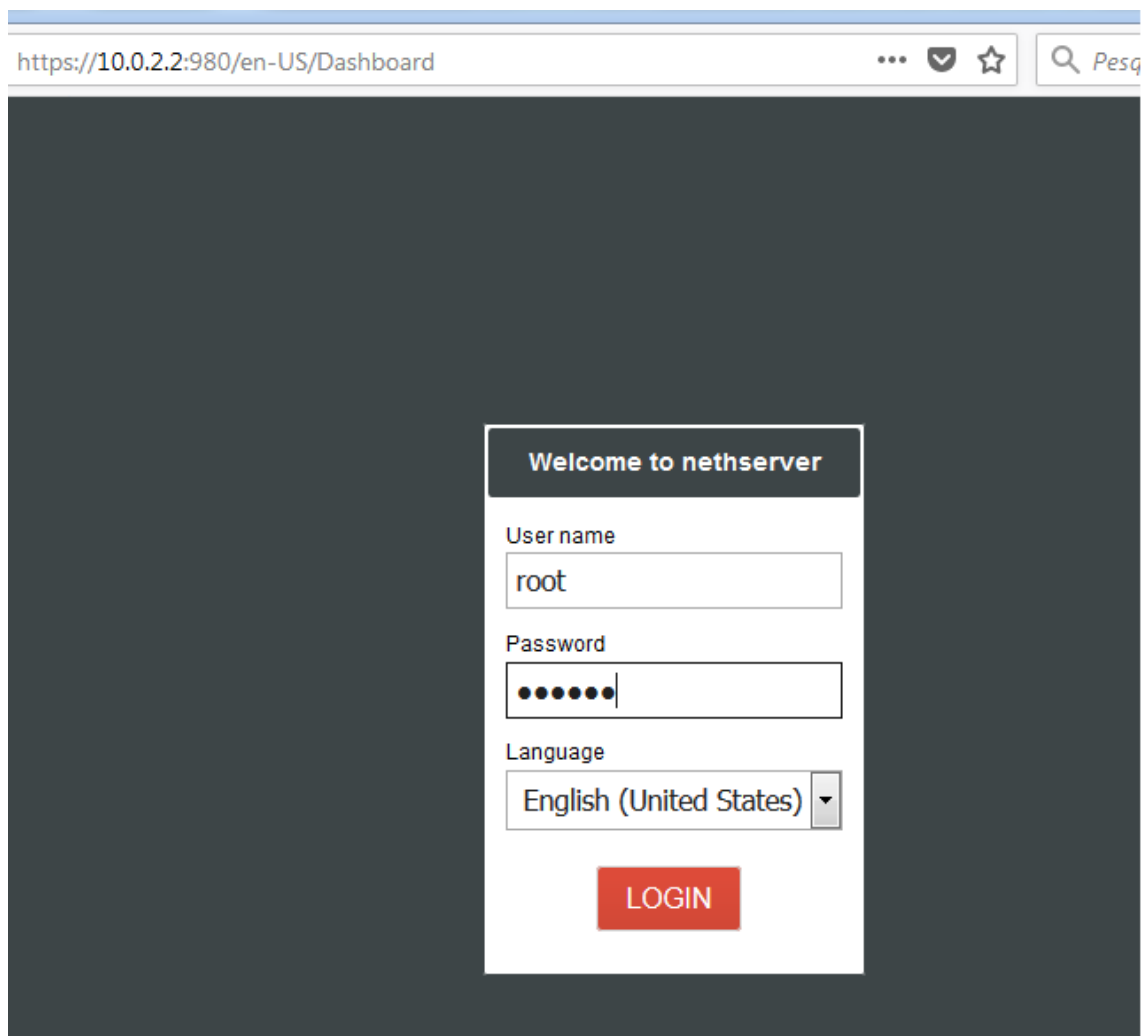 https://10.0.2.2:980/en-US/Dashboard
Pesq
Welcome to nethserver
User name
root
Password
••••••
Language
English (United States)
LOGIN